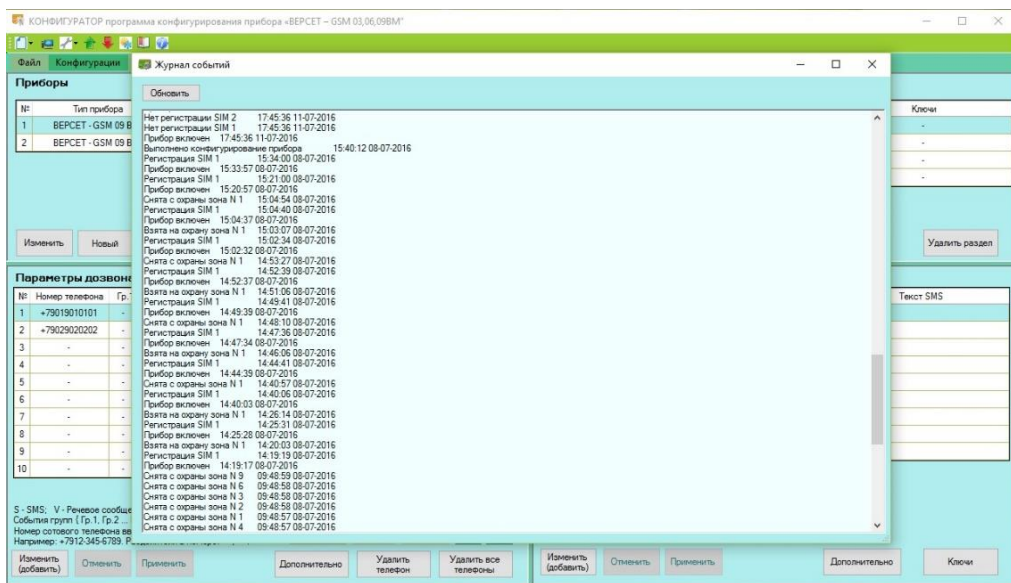 КОНФИГУРАТОР программа конфигурирования прибора «ВЕРСЕТ – GSM 03,06,09ВМ"
Файл Конфигурации
Журнал событий
Обновить
Приборы
№ Тип прибора
1 ВЕРСЕТ - GSM 09 В
2 ВЕРСЕТ - GSM 09 В
Изменить Новый
Ключи
-
-
-
-
Удалить раздел
Нет регистрации SIM 2 17:45:36 11-07-2016
Нет регистрации SIM 1 17:45:36 11-07-2016
Прибор включен 17:45:36 11-07-2016
Выполнено конфигурирование прибора 15:40:12 08-07-2016
Регистрация SIM 1 15:34:00 08-07-2016
Прибор включен 15:33:57 08-07-2016
Регистрация SIM 1 15:21:00 08-07-2016
Прибор включен 15:20:57 08-07-2016
Снята с охраны зона N 1 15:04:54 08-07-2016
Регистрация SIM 1 15:04:40 08-07-2016
Прибор включен 15:04:37 08-07-2016
Взята на охрану зона N 1 15:03:07 08-07-2016
Регистрация SIM 1 15:02:34 08-07-2016
Прибор включен 15:02:32 08-07-2016
Снята с охраны зона N 1 14:53:27 08-07-2016
Регистрация SIM 1 14:52:39 08-07-2016
Прибор включен 14:52:37 08-07-2016
Взята на охрану зона N 1 14:51:06 08-07-2016
Регистрация SIM 1 14:49:41 08-07-2016
Прибор включен 14:49:39 08-07-2016
Снята с охраны зона N 1 14:48:10 08-07-2016
Регистрация SIM 1 14:47:36 08-07-2016
Прибор включен 14:47:34 08-07-2016
Взята на охрану зона N 1 14:46:06 08-07-2016
Регистрация SIM 1 14:44:41 08-07-2016
Прибор включен 14:44:39 08-07-2016
Снята с охраны зона N 1 14:40:57 08-07-2016
Регистрация SIM 1 14:40:06 08-07-2016
Прибор включен 14:40:03 08-07-2016
Взята на охрану зона N 1 14:26:14 08-07-2016
Регистрация SIM 1 14:25:31 08-07-2016
Прибор включен 14:25:28 08-07-2016
Взята на охрану зона N 1 14:20:03 08-07-2016
Регистрация SIM 1 14:19:19 08-07-2016
Прибор включен 14:19:17 08-07-2016
Снята с охраны зона N 9 09:48:59 08-07-2016
Снята с охраны зона N 6 09:48:58 08-07-2016
Снята с охраны зона N 3 09:48:58 08-07-2016
Снята с охраны зона N 2 09:48:58 08-07-2016
Снята с охраны зона N 1 09:48:57 08-07-2016
Снята с охраны зона N 4 09:48:57 08-07-2016
Параметры дозвона
№ Номер телефона Гр.
1 +79019010101 -
2 +79029020202 -
3 - -
4 - -
5 - -
6 - -
7 - -
8 - -
9 - -
10 - -
Текст SMS
S - SMS; V - Речевое сообще
События групп ( Гр.1, Гр.2 ...
Номер сотового телефона вв
Например: +7912-345-6789.
Изменить (добавить) Отменить Применить Дополнительно Удалить телефон Удалить все телефоны
Изменить (добавить) Отменить Применить Дополнительно Ключи